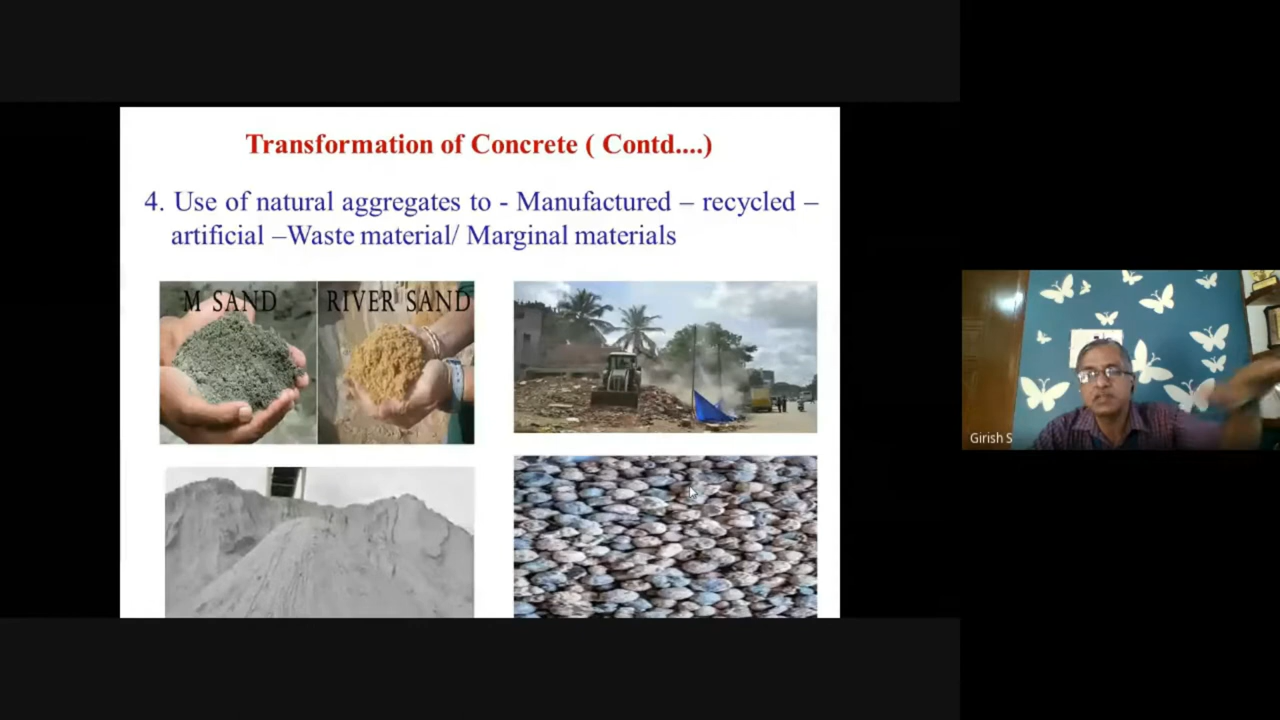 Transformation of Concrete ( Contd....)
4. Use of natural aggregates to - Manufactured – recycled –
artificial –Waste material/ Marginal materials
M SAND
RIVER SAND
Girish S